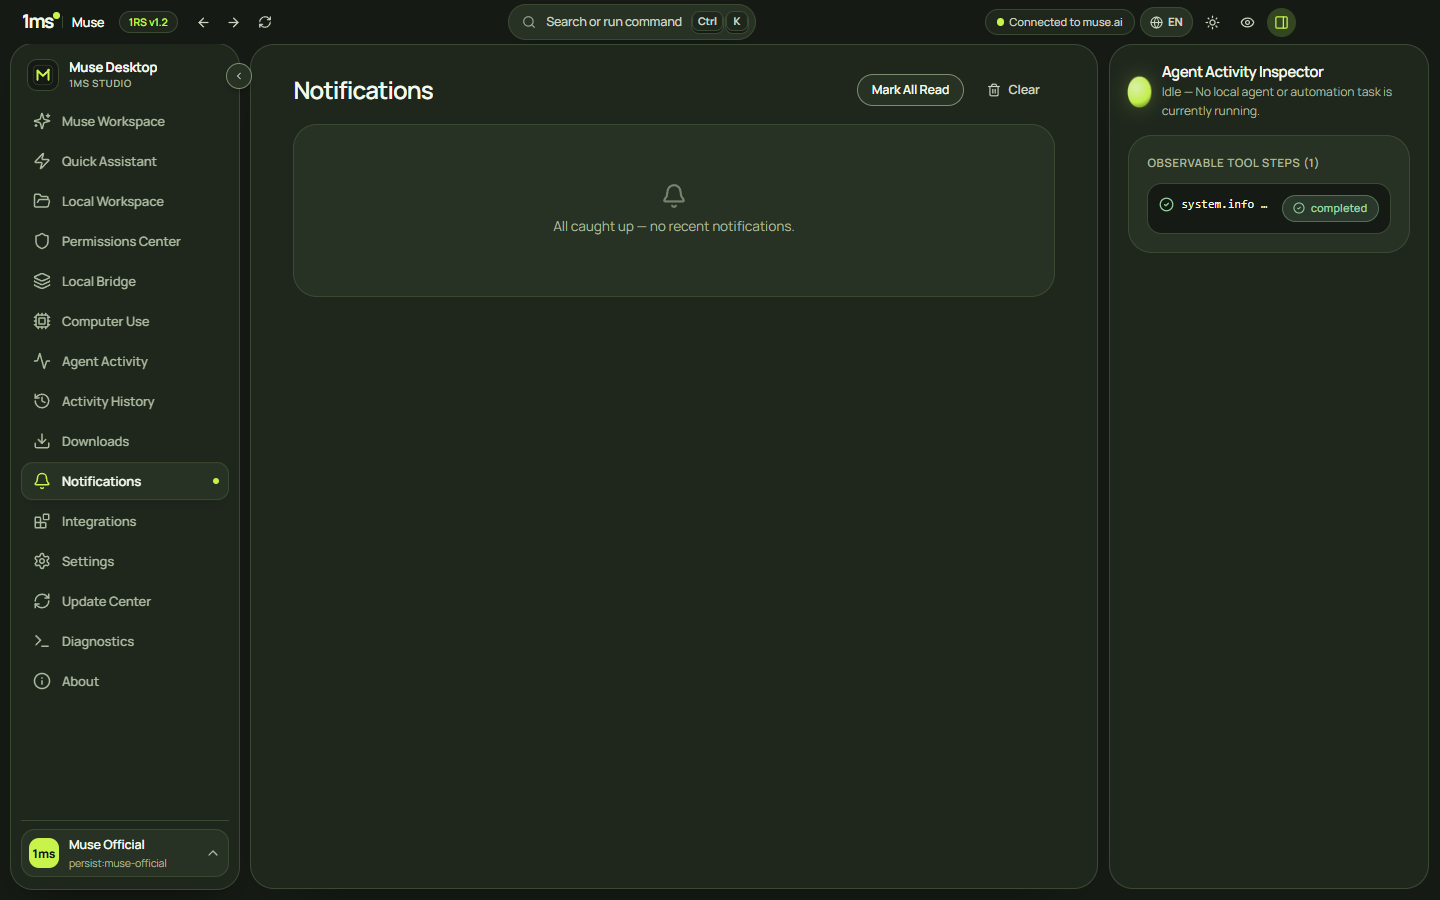 1ms Muse 1RS v1.2
Search or run command Ctrl K
Connected to muse.ai
EN
Muse Desktop
1MS STUDIO
Muse Workspace
Quick Assistant
Local Workspace
Permissions Center
Local Bridge
Computer Use
Agent Activity
Activity History
Downloads
Notifications
Integrations
Settings
Update Center
Diagnostics
About
1ms
Muse Official
persist:muse-official
Notifications
Mark All Read
Clear
All caught up — no recent notifications.
Agent Activity Inspector
Idle — No local agent or automation task is
currently running.
OBSERVABLE TOOL STEPS (1)
system.info …
completed